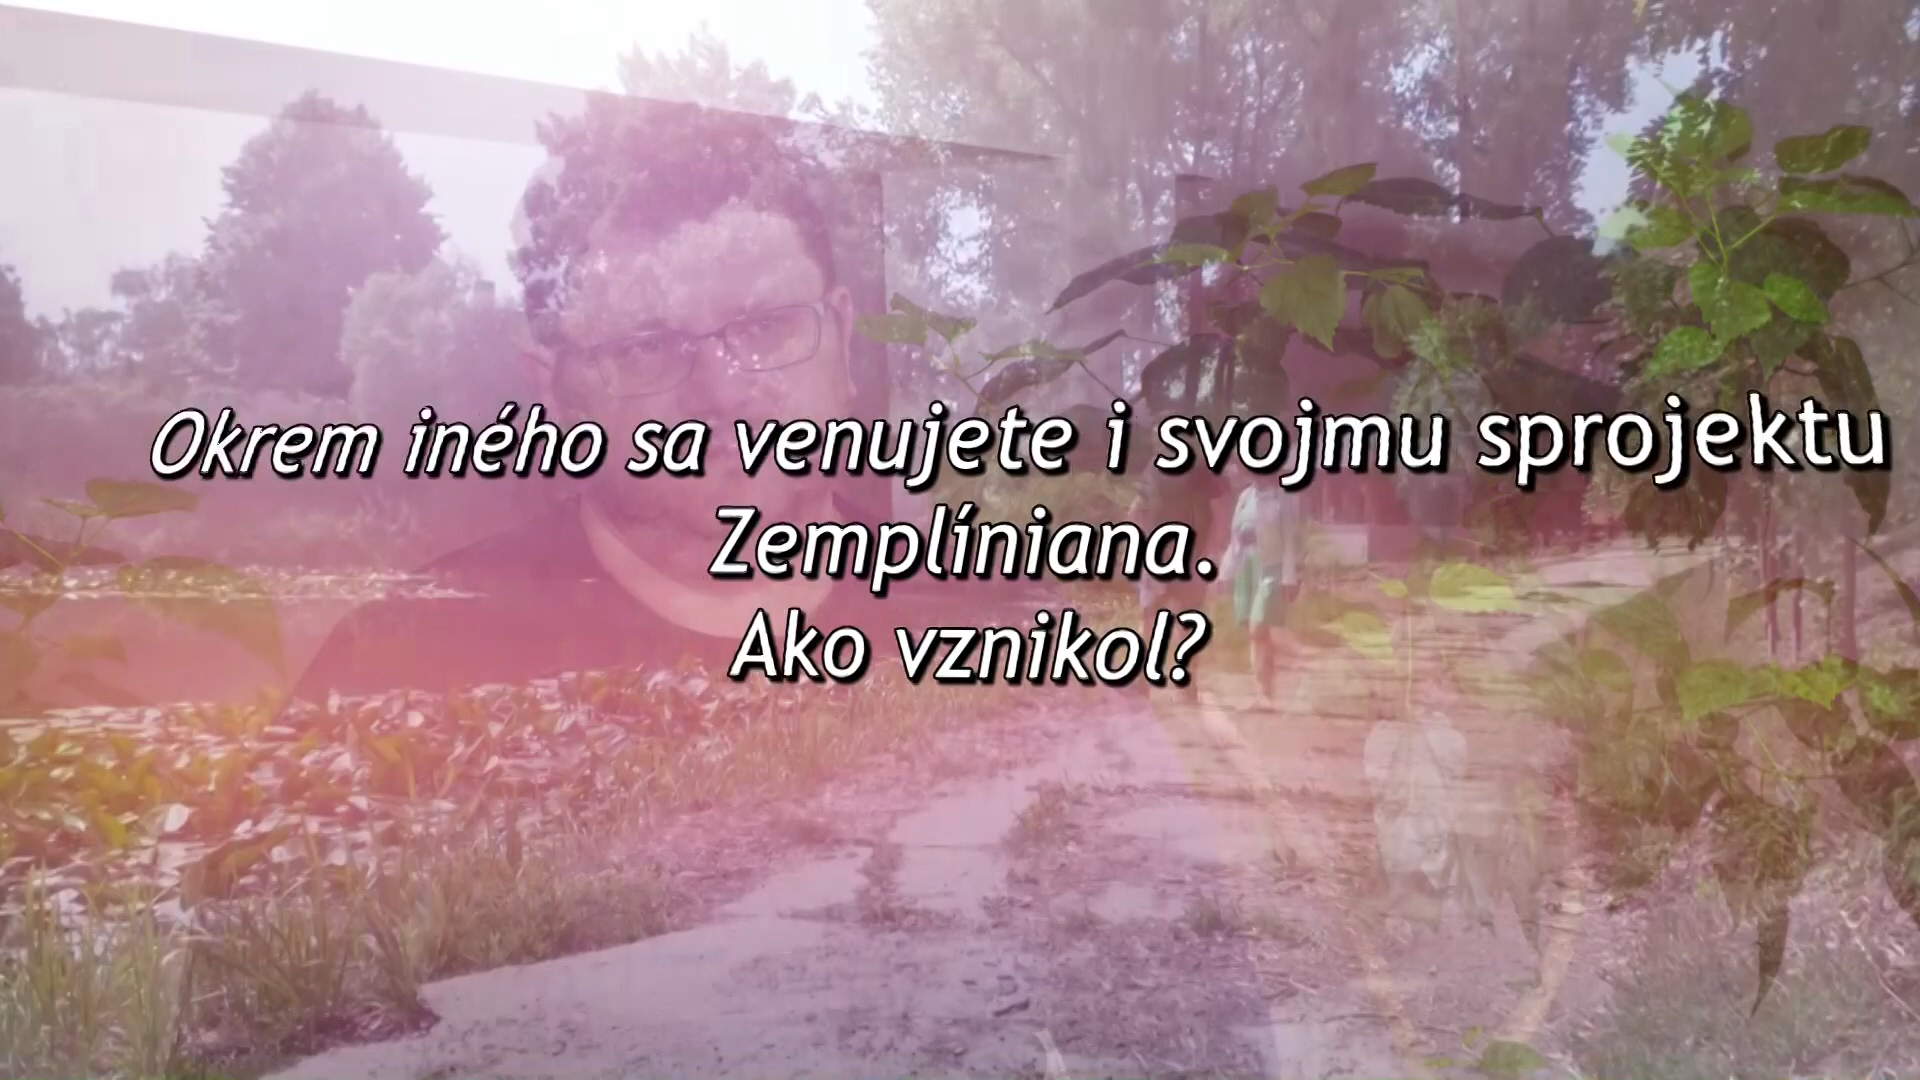 Okrem iného sa venujete i svojmu sprojektu
Zemplíniana.
Ako vznikol?